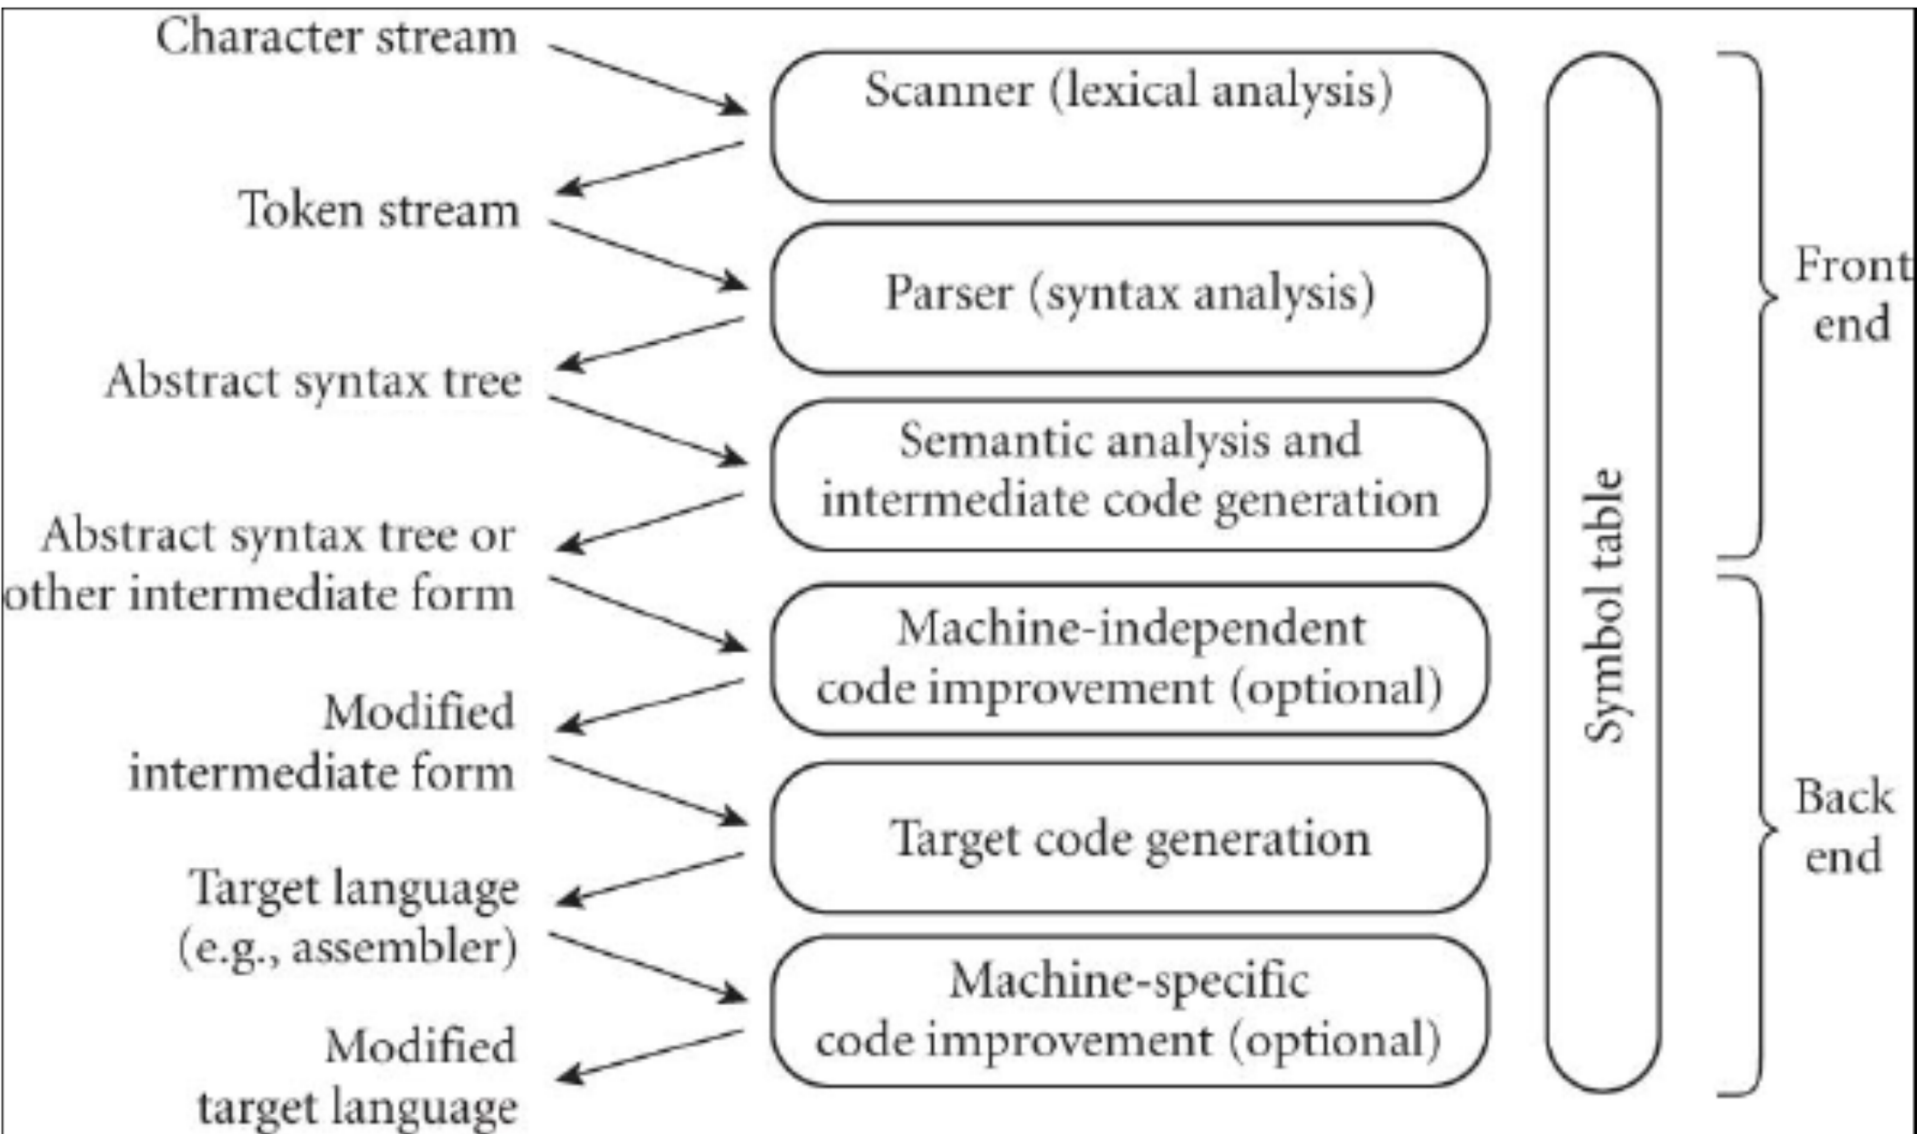 Character stream
Scanner (lexical analysis)
Token stream
Parser (syntax analysis)
Abstract syntax tree
Semantic analysis and
intermediate code generation
Abstract syntax tree or
other intermediate form
Machine-independent
code improvement (optional)
Modified
intermediate form
Target code generation
Target language
(e.g., assembler)
Machine-specific
code improvement (optional)
Modified
target language
Symbol table
Front
end
Back
end